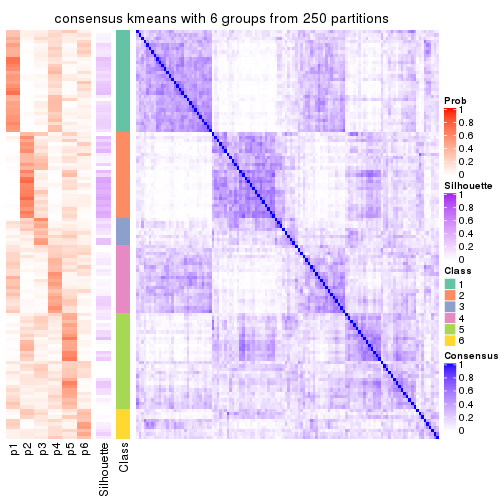 consensus kmeans with 6 groups from 250 partitions
Prob
1
0.8
0.6
0.4
0.2
0
Silhouette
1
0.8
0.6
0.4
0.2
0
Class
1
2
3
4
5
6
Consensus
1
0.8
0.6
0.4
0.2
0
p1
p2
p3
p4
p5
p6
Silhouette
Class